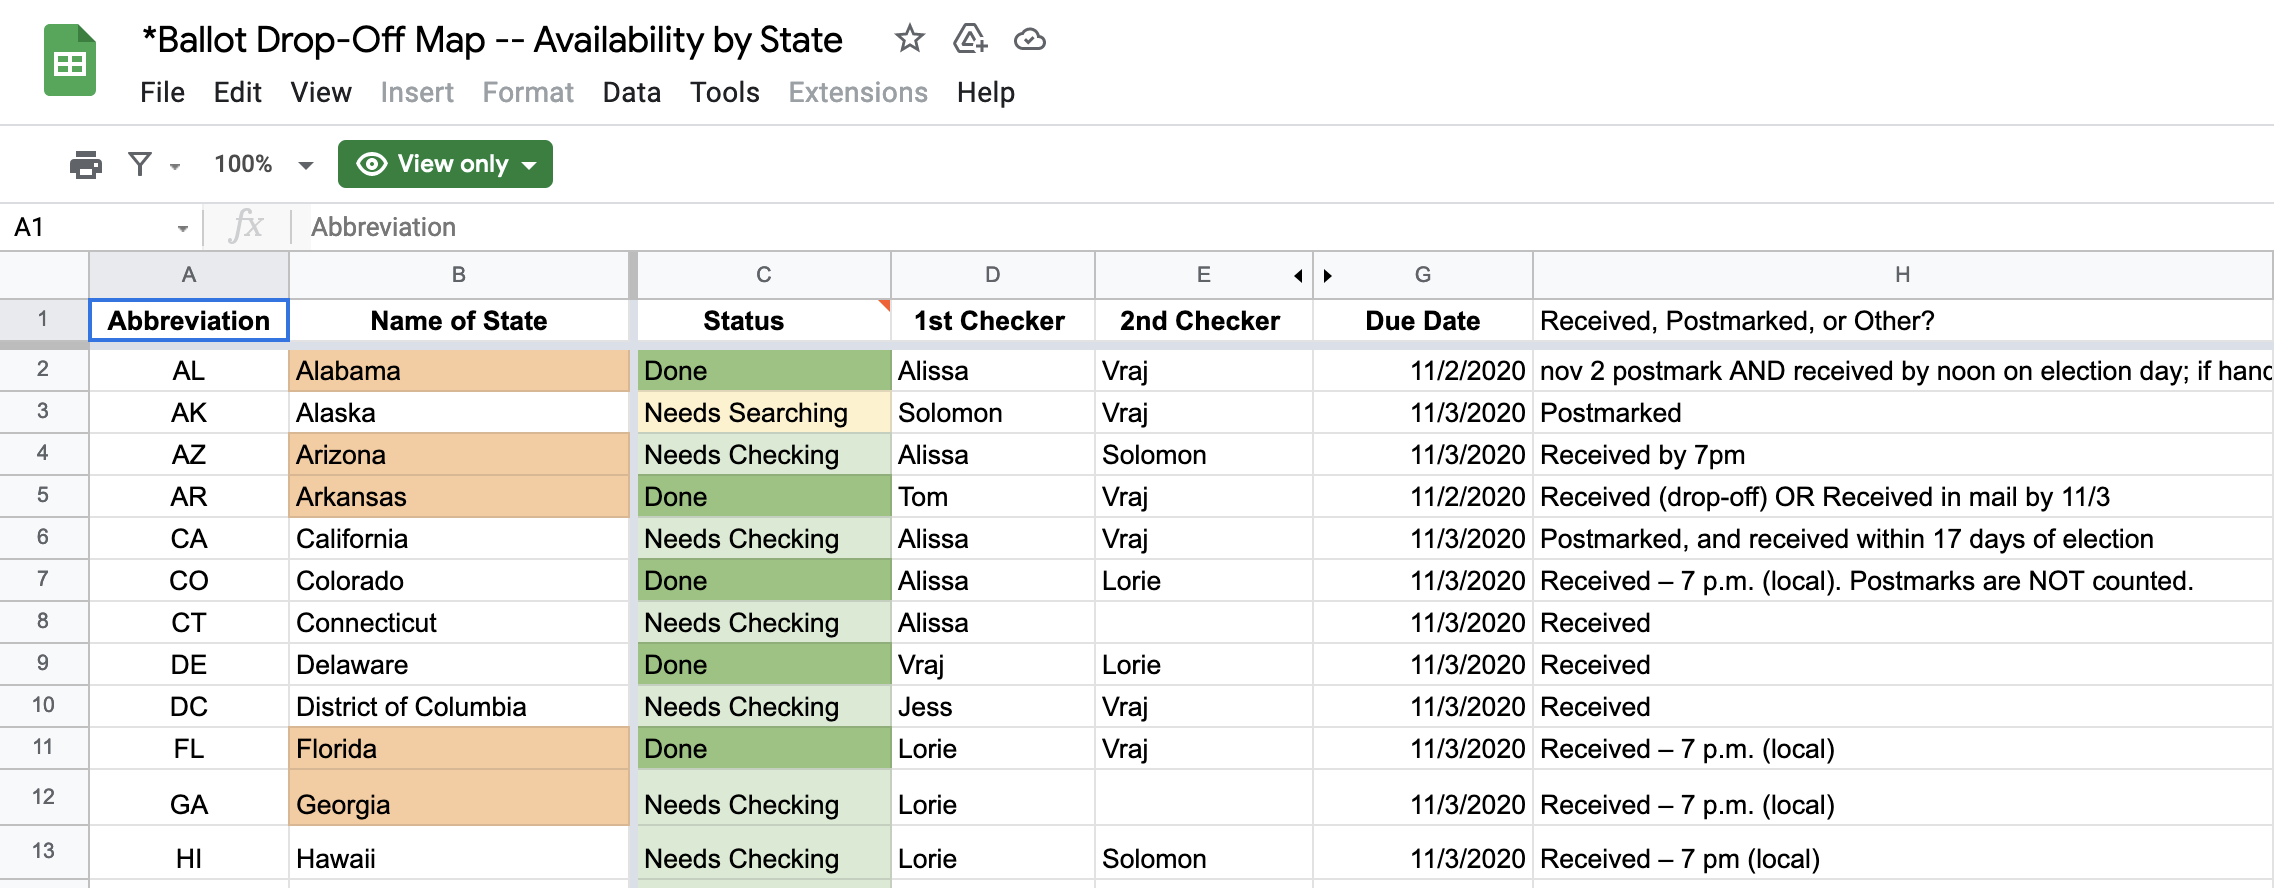 *Ballot Drop-Off Map -- Availability by State
File Edit View Insert Format Data Tools Extensions Help
100% View only
A1 fx Abbreviation
A B C D E G H
1 Abbreviation Name of State Status 1st Checker 2nd Checker Due Date Received, Postmarked, or Other?
2 AL Alabama Done Alissa Vraj 11/2/2020 nov 2 postmark AND received by noon on election day; if hand
3 AK Alaska Needs Searching Solomon Vraj 11/3/2020 Postmarked
4 AZ Arizona Needs Checking Alissa Solomon 11/3/2020 Received by 7pm
5 AR Arkansas Done Tom Vraj 11/2/2020 Received (drop-off) OR Received in mail by 11/3
6 CA California Needs Checking Alissa Vraj 11/3/2020 Postmarked, and received within 17 days of election
7 CO Colorado Done Alissa Lorie 11/3/2020 Received – 7 p.m. (local). Postmarks are NOT counted.
8 CT Connecticut Needs Checking Alissa 11/3/2020 Received
9 DE Delaware Done Vraj Lorie 11/3/2020 Received
10 DC District of Columbia Needs Checking Jess Vraj 11/3/2020 Received
11 FL Florida Done Lorie Vraj 11/3/2020 Received – 7 p.m. (local)
12 GA Georgia Needs Checking Lorie 11/3/2020 Received – 7 p.m. (local)
13 HI Hawaii Needs Checking Lorie Solomon 11/3/2020 Received – 7 pm (local)